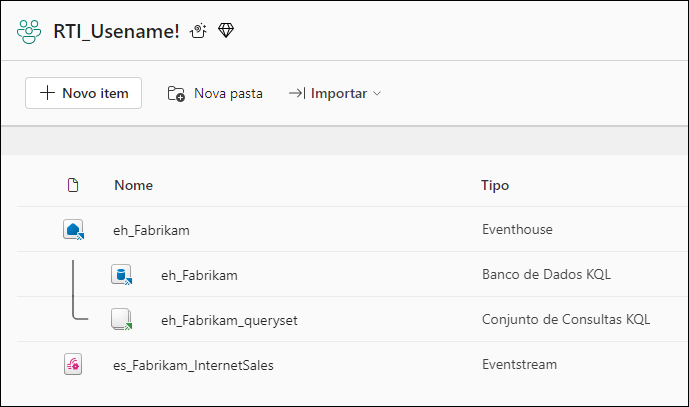 RTI_Usename!
Novo item
Nova pasta
Importar
Nome Tipo
eh_Fabrikam Eventhouse
eh_Fabrikam Banco de Dados KQL
eh_Fabrikam_queryset Conjunto de Consultas KQL
es_Fabrikam_InternetSales Eventstream